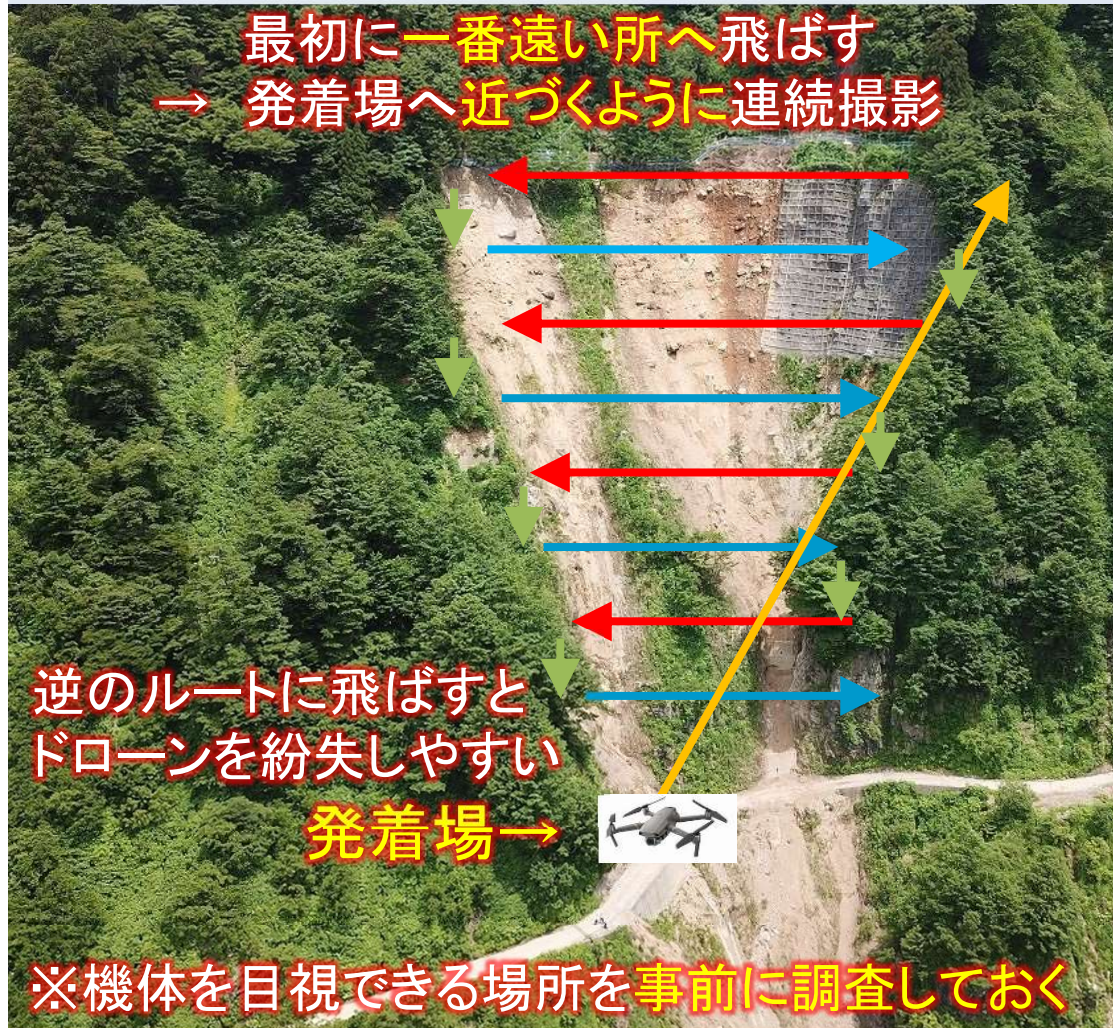 最初に一番遠い所へ飛ばす
→ 発着場へ近づくように連続撮影
逆のルートに飛ばすと
ドローンを紛失しやすい
発着場→
※機体を目視できる場所を事前に調査しておく